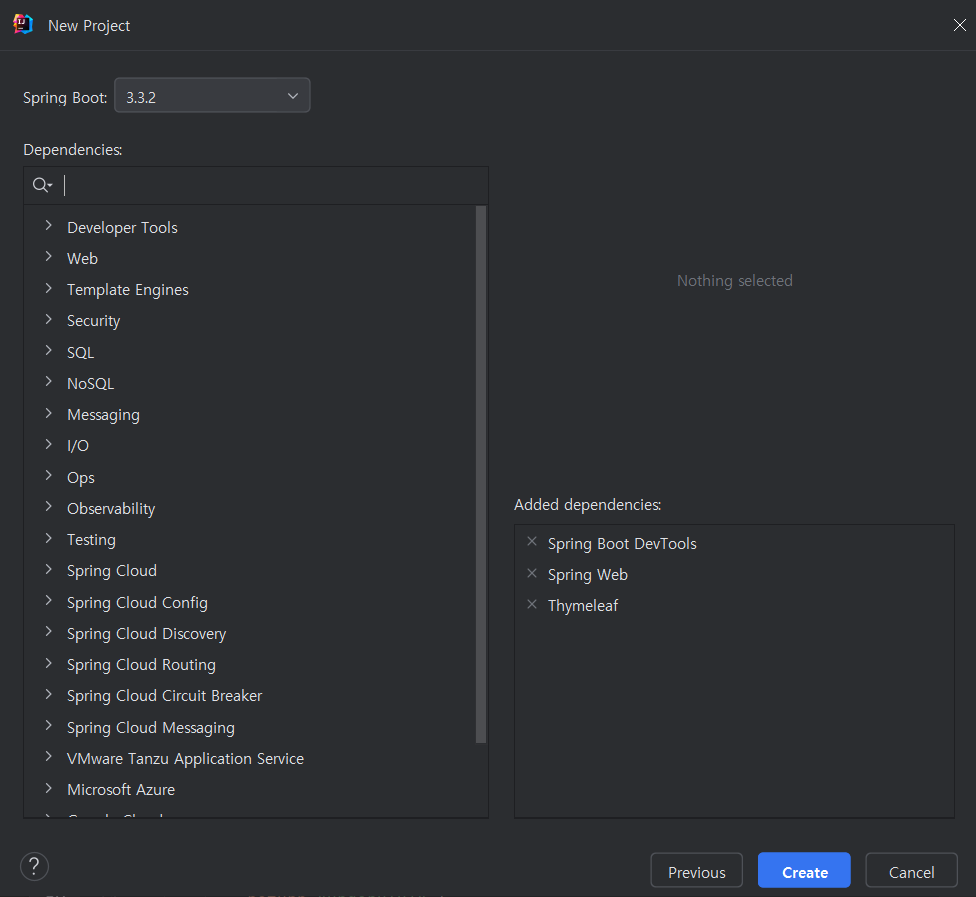 New Project
Spring Boot: 3.3.2
Dependencies:
Developer Tools
Web
Template Engines
Security
SQL
NoSQL
Messaging
I/O
Ops
Observability
Testing
Spring Cloud
Spring Cloud Config
Spring Cloud Discovery
Spring Cloud Routing
Spring Cloud Circuit Breaker
Spring Cloud Messaging
VMware Tanzu Application Service
Microsoft Azure
Nothing selected
Added dependencies:
Spring Boot DevTools
Spring Web
Thymeleaf
?
Previous
Create
Cancel